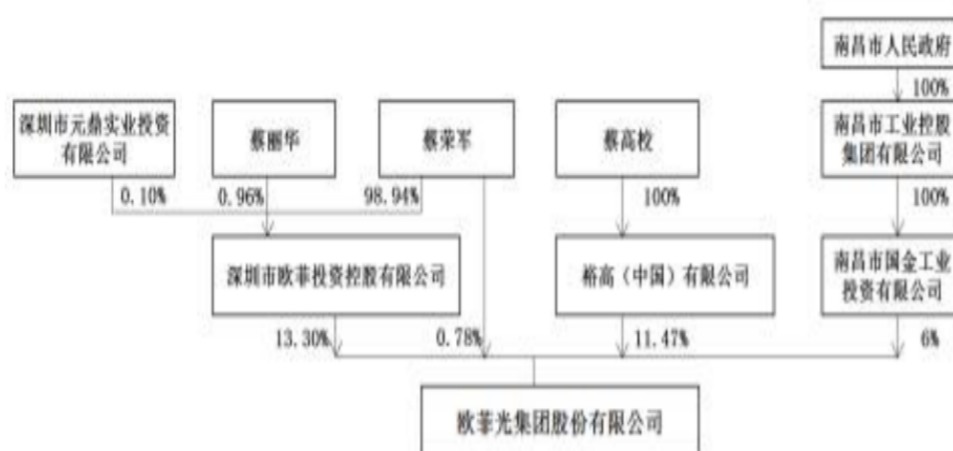 南昌市人民政府
100%
深圳市元鼎实业投资
有限公司
蔡丽华
蔡荣军
蔡高校
南昌市工业控股
集团有限公司
0.10%
0.96%
98.94%
100%
100%
深圳市欧菲投资控股有限公司
裕高（中国）有限公司
南昌市国金工业
投资有限公司
13.30%
0.78%
11.47%
6%
欧菲光集团股份有限公司